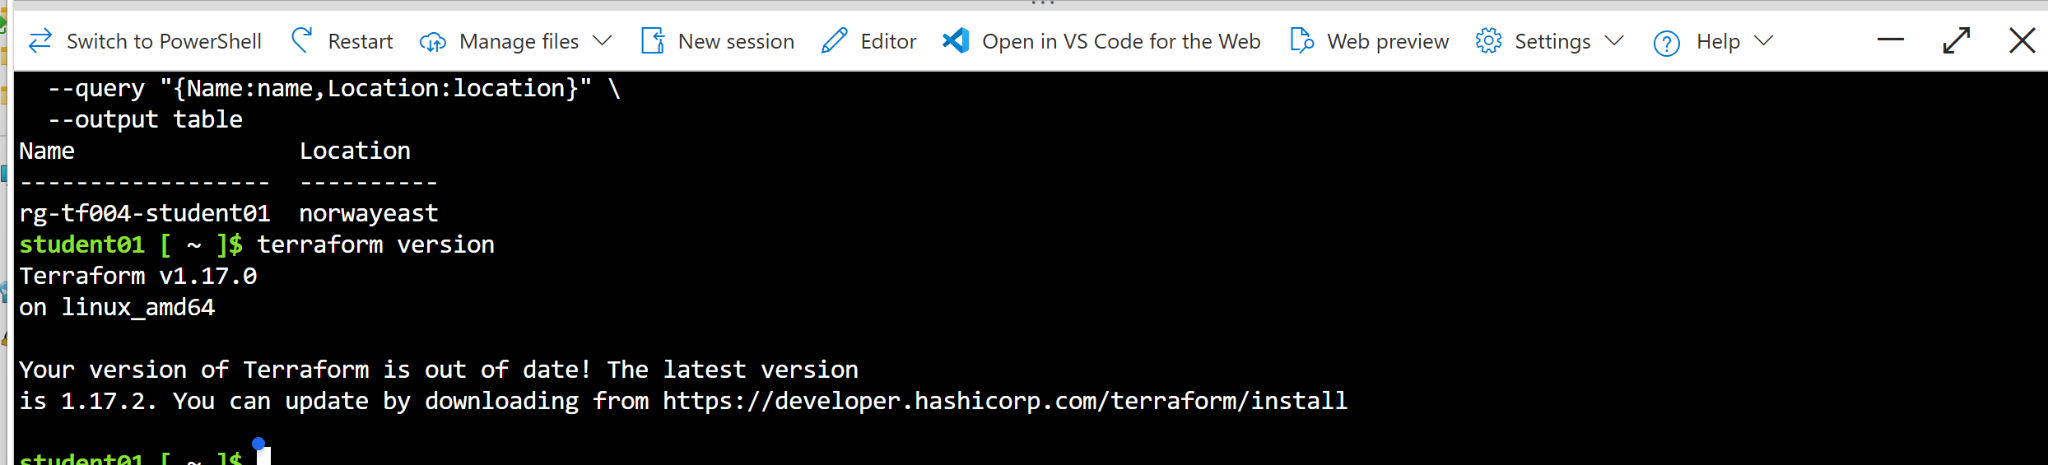 Switch to PowerShell Restart Manage files New session Editor Open in VS Code for the Web Web preview Settings Help
  --query "{Name:name,Location:location}" \
  --output table
Name                Location
------------------  ----------
rg-tf004-student01  norwayeast
student01 [ ~ ]$ terraform version
Terraform v1.17.0
on linux_amd64

Your version of Terraform is out of date! The latest version
is 1.17.2. You can update by downloading from https://developer.hashicorp.com/terraform/install

student01 [ ~ ]$